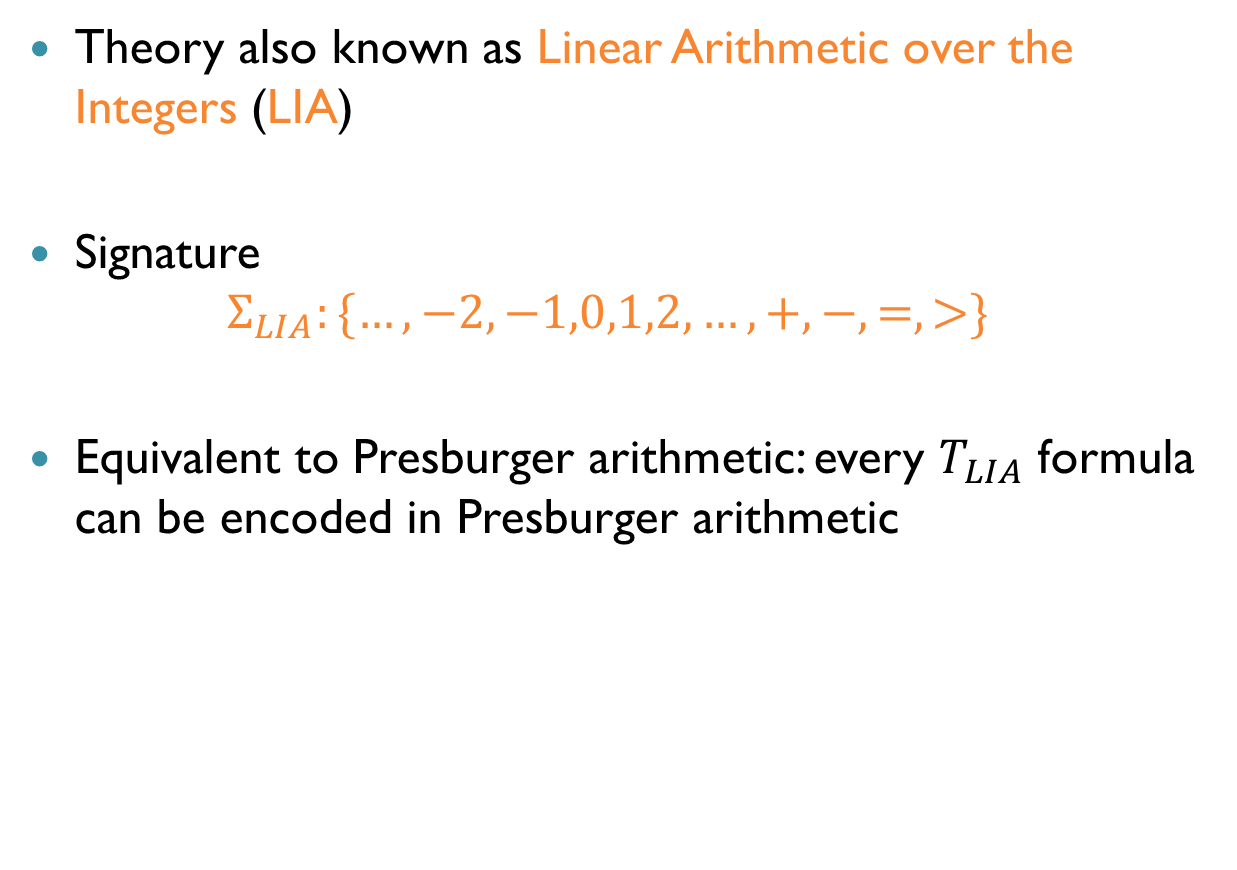 • Theory also known as Linear Arithmetic over the
Integers (LIA)
• Signature
Σ_LIA: {… , −2, −1,0,1,2, … , +, −, =, >}
• Equivalent to Presburger arithmetic: every T_LIA formula
can be encoded in Presburger arithmetic